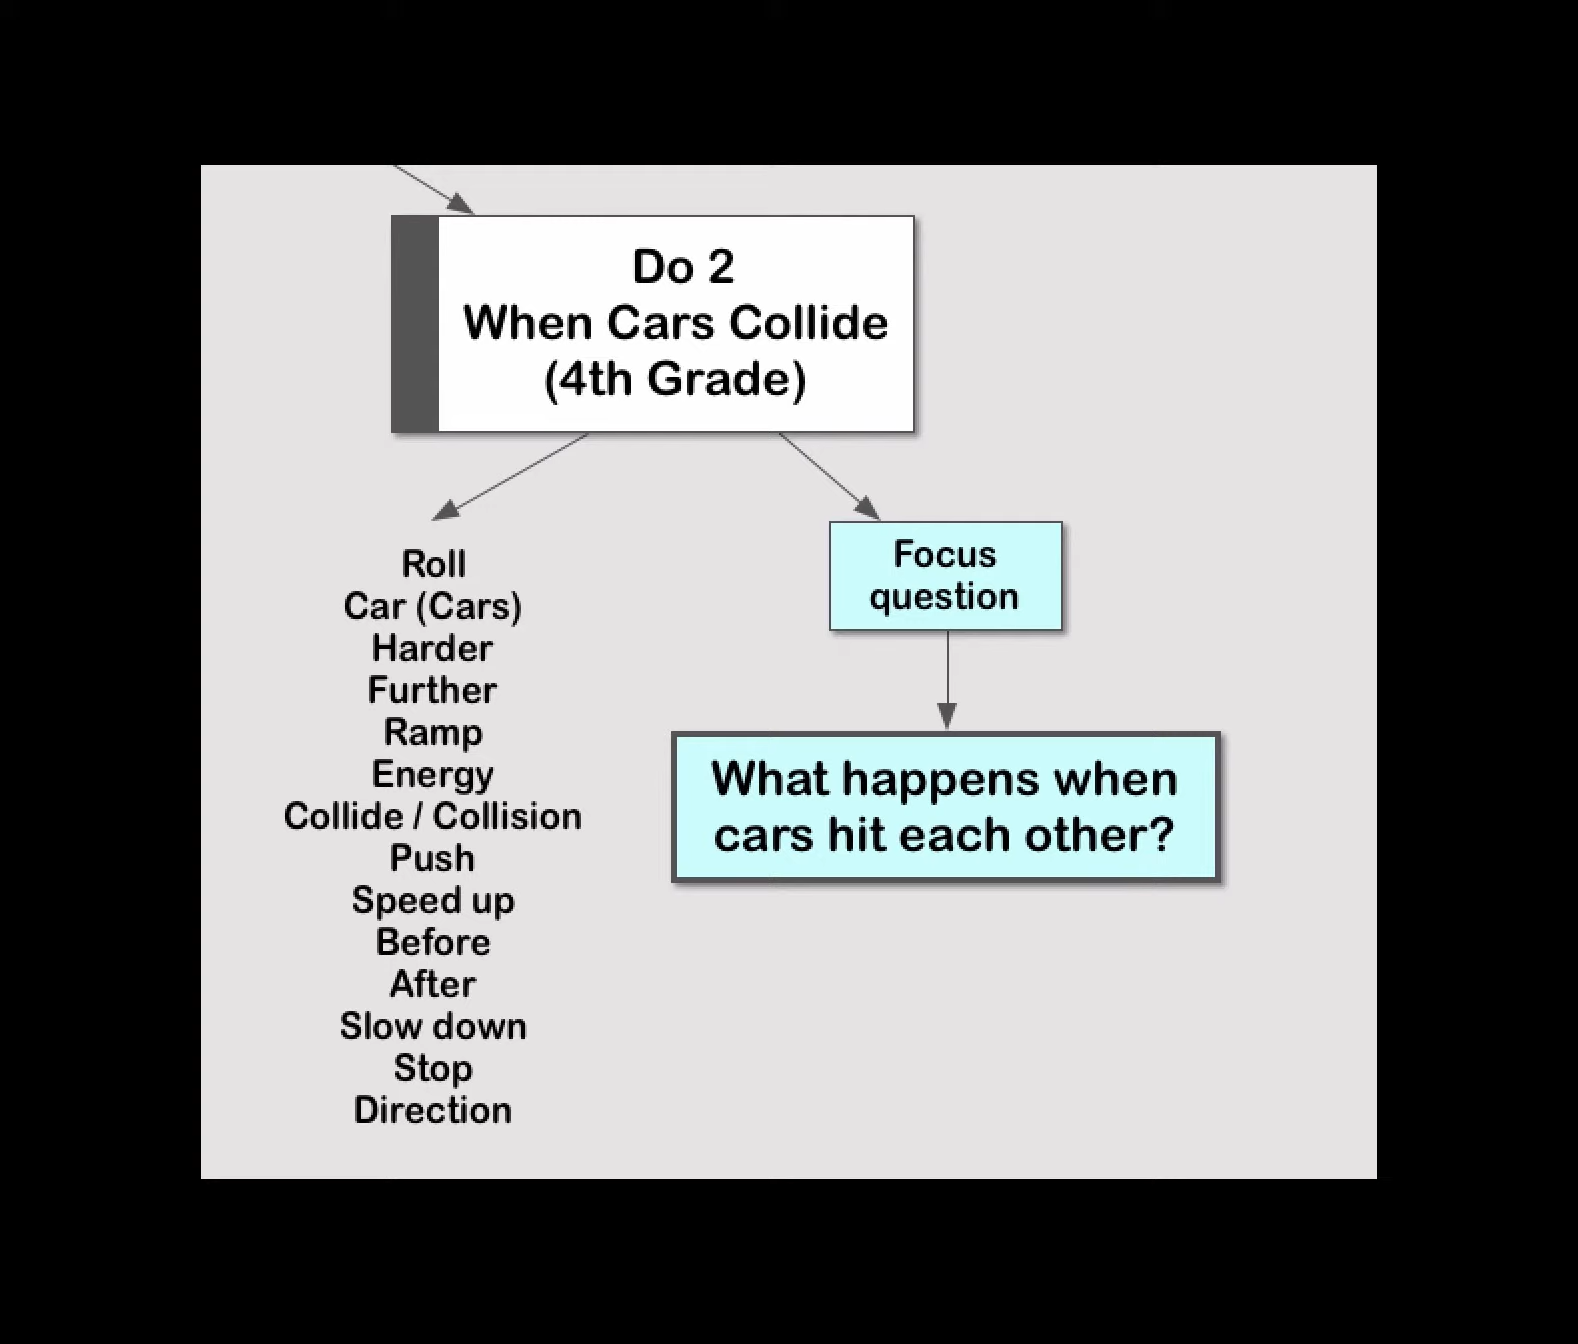 Do 2
When Cars Collide
(4th Grade)
Roll
Car (Cars)
Harder
Further
Ramp
Energy
Collide / Collision
Push
Speed up
Before
After
Slow down
Stop
Direction
Focus
question
What happens when
cars hit each other?